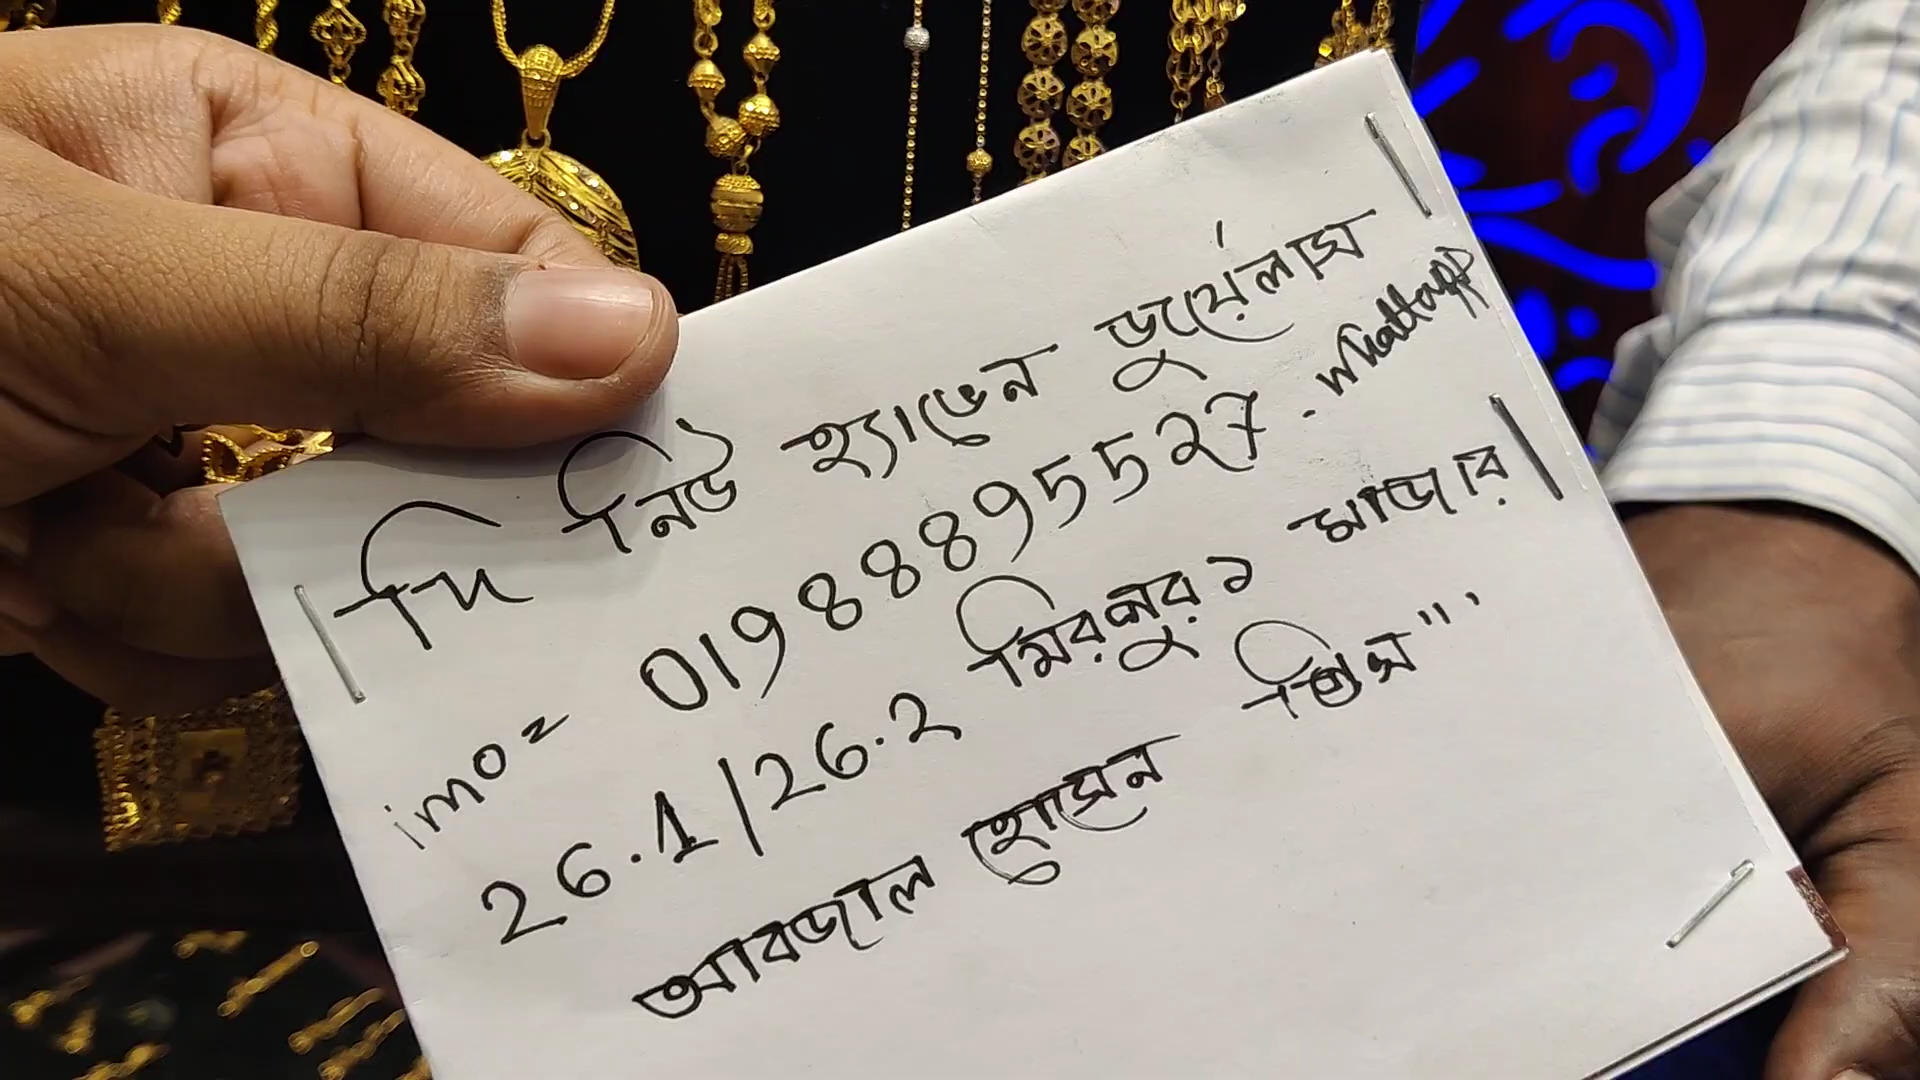 দি নিউ হ্যাভেন জুয়েলার্স
imo = 01988895527. Whatsapp
26.1/26.2 মিরপুর ১ মাজার
আবজাল হোসেন প্রিন্স